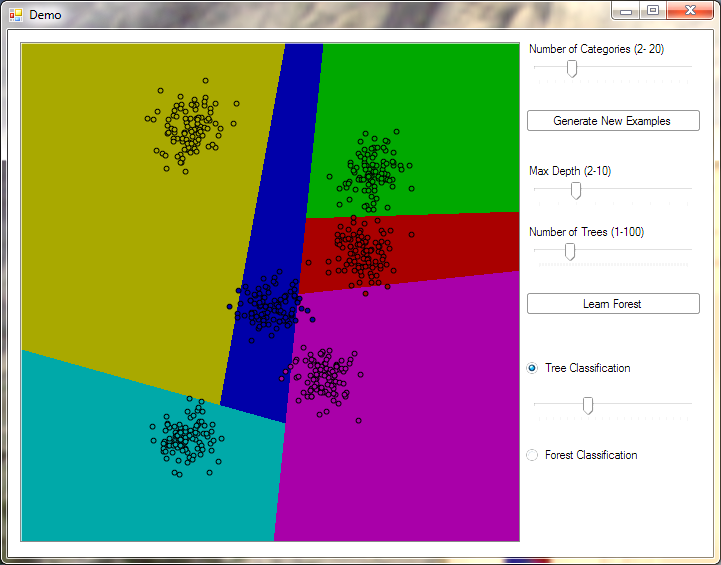 Demo
Number of Categories (2- 20)
Generate New Examples
Max Depth (2-10)
Number of Trees (1-100)
Learn Forest
Tree Classification
Forest Classification